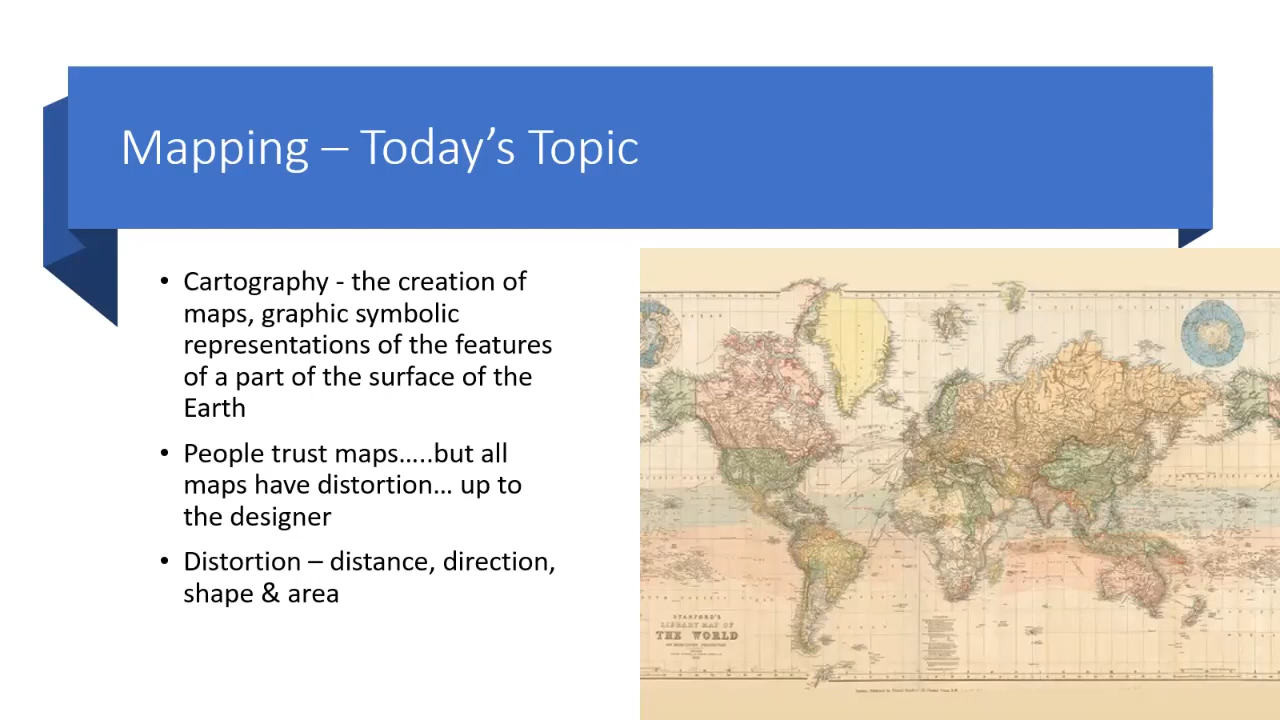 Mapping – Today’s Topic
• Cartography - the creation of
maps, graphic symbolic
representations of the features
of a part of the surface of the
Earth
• People trust maps…..but all
maps have distortion… up to
the designer
• Distortion – distance, direction,
shape & area
STANFORD'S
LIBRARY MAP OF
THE WORLD